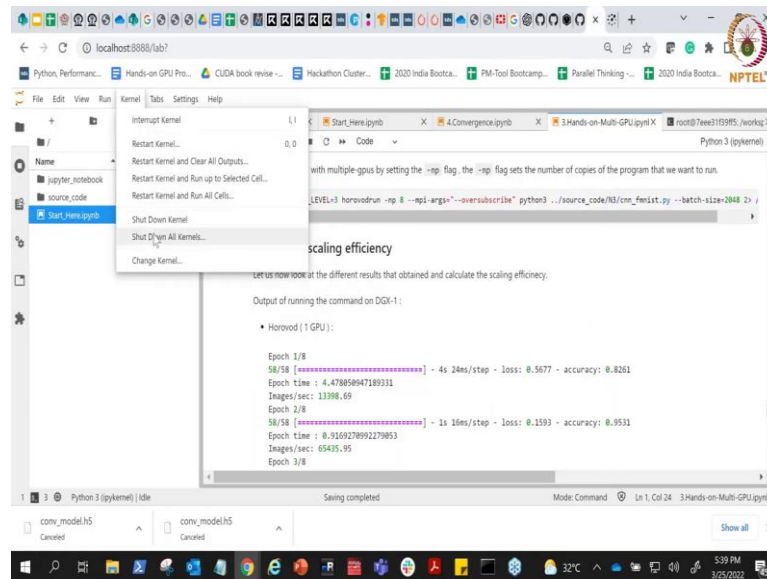 localhost:8888/lab?
Python, Performanc... Hands-on GPU Pro... CUDA book revise -... Hackathon Cluster... 2020 India Bootca... PM-Tool Bootcamp... Parallel Thinking -... 2020 India Bootca...
NPTEL
File Edit View Run Kernel Tabs Settings Help
Interrupt Kernel I, I
Restart Kernel... 0, 0
Restart Kernel and Clear All Outputs...
Restart Kernel and Run up to Selected Cell...
Restart Kernel and Run All Cells...
Shut Down Kernel
Shut Down All Kernels...
Change Kernel...
Start_Here.ipynb 4.Convergence.ipynb 3.Hands-on-Multi-GPU.ipynb
Code Python 3 (ipykernel)
/
Name
jupyter_notebook
source_code
Start_Here.ipynb
with multiple-gpus by setting the -np flag , the -np flag sets the number of copies of the program that we want to run.
_LEVEL=3 horovodrun -np 8 --mpi-args="--oversubscribe" python3 ../source_code/N3/cnn_fmnist.py --batch-size=2048 2> /
scaling efficiency
Let us now look at the different results that obtained and calculate the scaling efficinecy.
Output of running the command on DGX-1 :
• Horovod ( 1 GPU ) :
Epoch 1/8
58/58 [==============================] - 4s 24ms/step - loss: 0.5677 - accuracy: 0.8261
Epoch time : 4.478050947189331
Images/sec: 13398.69
Epoch 2/8
58/58 [==============================] - 1s 16ms/step - loss: 0.1593 - accuracy: 0.9531
Epoch time : 0.9169270992279053
Images/sec: 65435.95
Epoch 3/8
1 3 Python 3 (ipykernel) | Idle Saving completed Mode: Command Ln 1, Col 24 3.Hands-on-Multi-GPU.ipyn
conv_model.h5
Canceled
conv_model.h5
Canceled
Show all
32°C 5:39 PM
3/25/2022